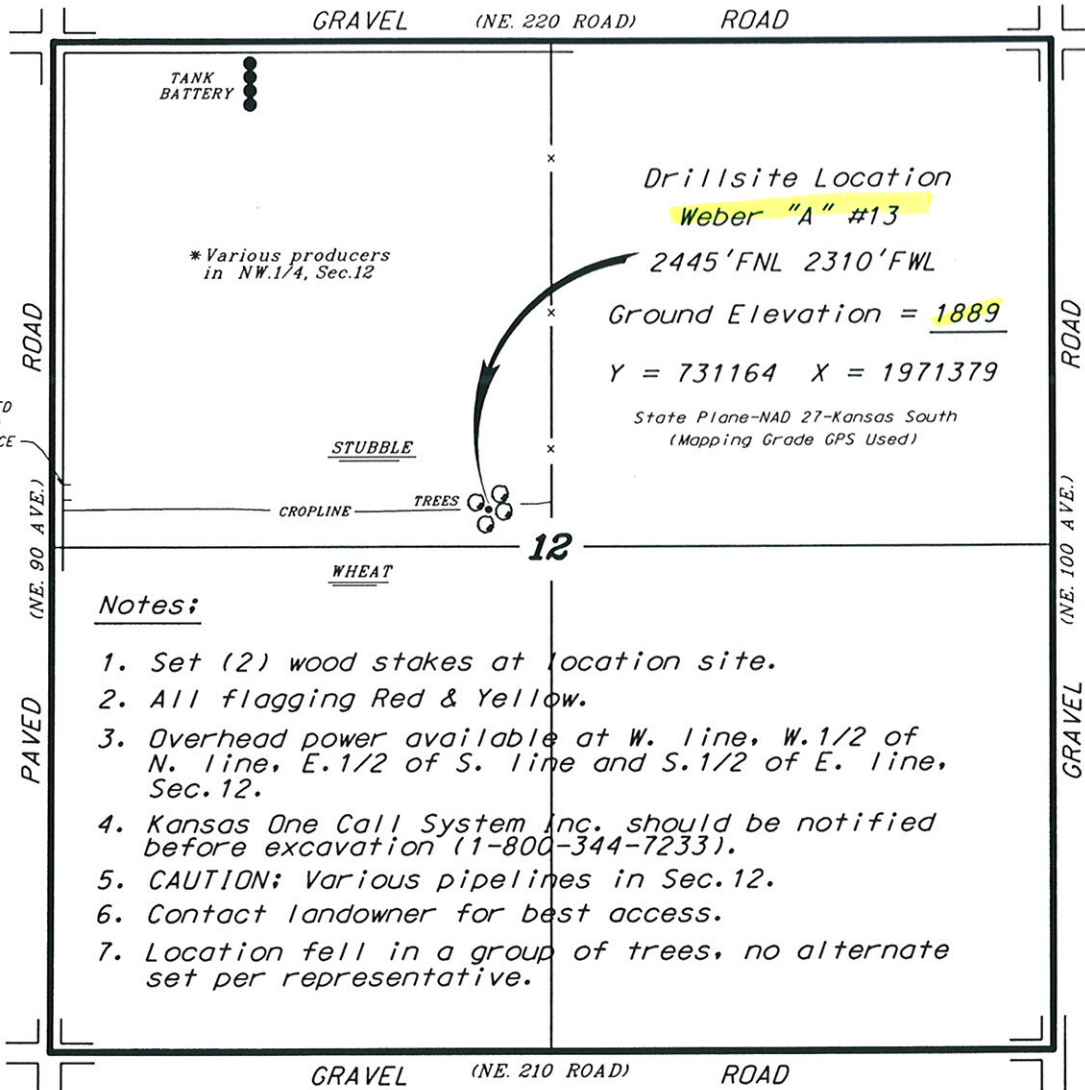 GRAVEL (NE. 220 ROAD) ROAD
TANK
BATTERY
Drillsite Location
Weber "A" #13
*Various producers
in NW.1/4, Sec.12
2445'FNL 2310'FWL
Ground Elevation = 1889
Y = 731164 X = 1971379
State Plane-NAD 27-Kansas South
(Mapping Grade GPS Used)
ROAD
ROAD
STUBBLE
TREES
CROPLINE
(NE. 90 AVE.)
(NE. 100 AVE.)
12
WHEAT
PAVED
GRAVEL
Notes:
1. Set (2) wood stakes at location site.
2. All flagging Red & Yellow.
3. Overhead power available at W. line, W.1/2 of
N. line, E.1/2 of S. line and S.1/2 of E. line,
Sec.12.
4. Kansas One Call System Inc. should be notified
before excavation (1-800-344-7233).
5. CAUTION: Various pipelines in Sec.12.
6. Contact landowner for best access.
7. Location fell in a group of trees, no alternate
set per representative.
GRAVEL (NE. 210 ROAD) ROAD